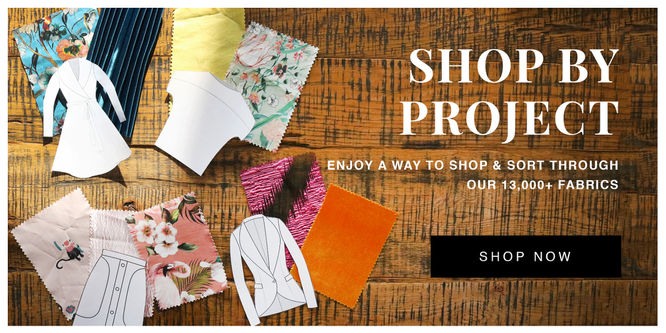 SHOP BY
PROJECT
ENJOY A WAY TO SHOP & SORT THROUGH
OUR 13,000+ FABRICS
SHOP NOW